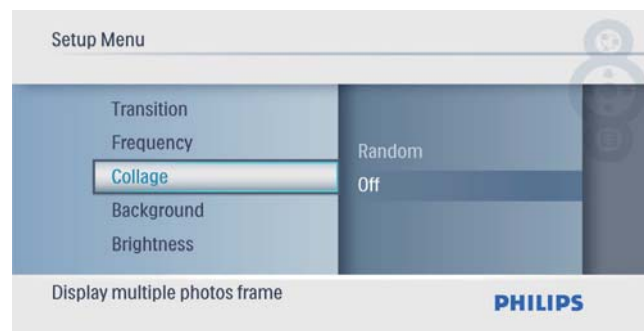 Setup Menu
Transition
Frequency
Collage
Background
Brightness
Random
Off
Display multiple photos frame
PHILIPS